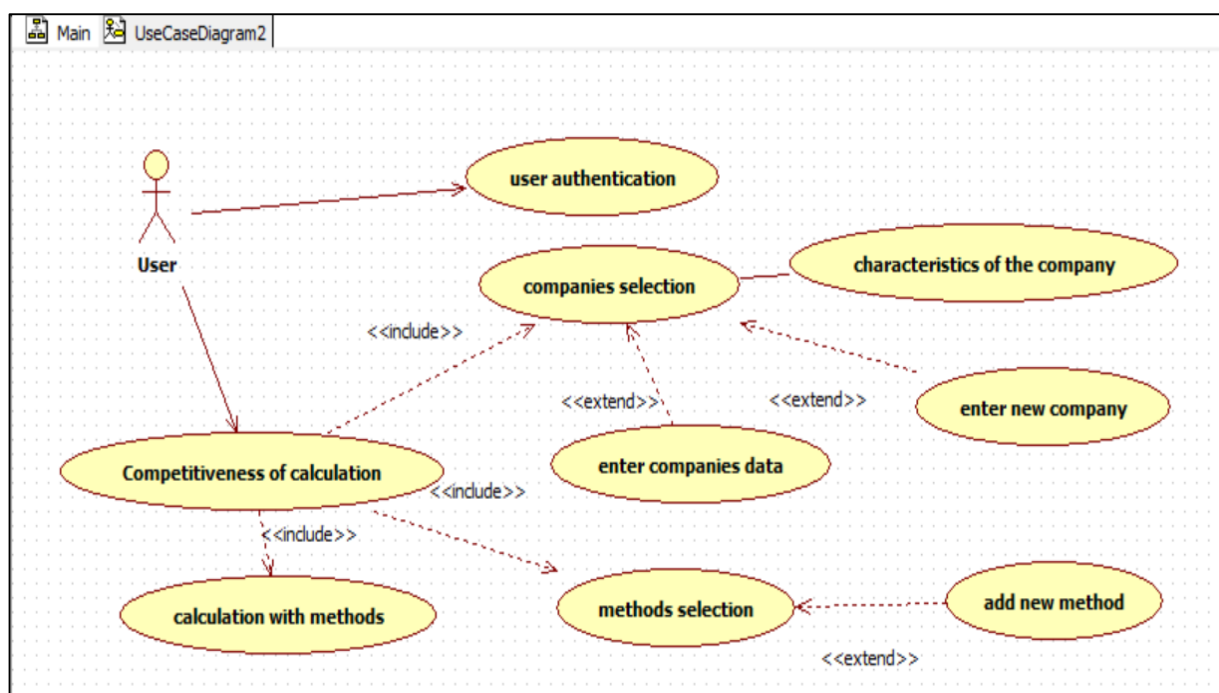 Main UseCaseDiagram2
user authentication
User
characteristics of the company
companies selection
<<include>>
<<extend>>
<<extend>>
enter new company
enter companies data
Competitiveness of calculation
<<include>>
<<include>>
calculation with methods
methods selection
add new method
<<extend>>